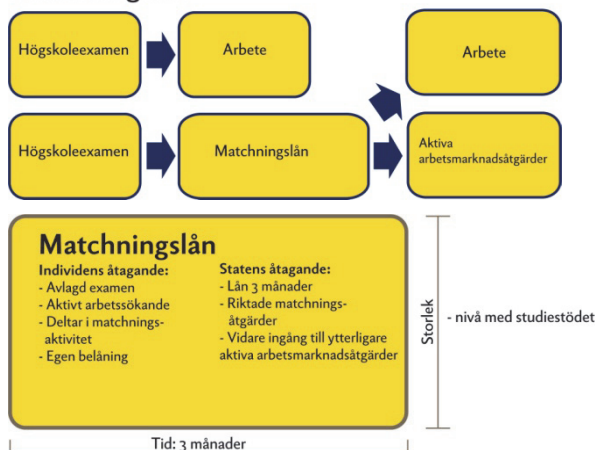 Högskoleexamen
Arbete
Arbete
Högskoleexamen
Matchningslån
Aktiva
arbetsmarknadsåtgärder
Matchningslån
Individens åtagande:
- Avlagd examen
- Aktivt arbetssökande
- Deltar i matchnings-
aktivitet
- Egen belåning
Statens åtagande:
- Lån 3 månader
- Riktade matchnings-
åtgärder
- Vidare ingång till ytterligare
aktiva arbetsmarknadsåtgärder
Storlek
- nivå med studiestödet
Tid: 3 månader